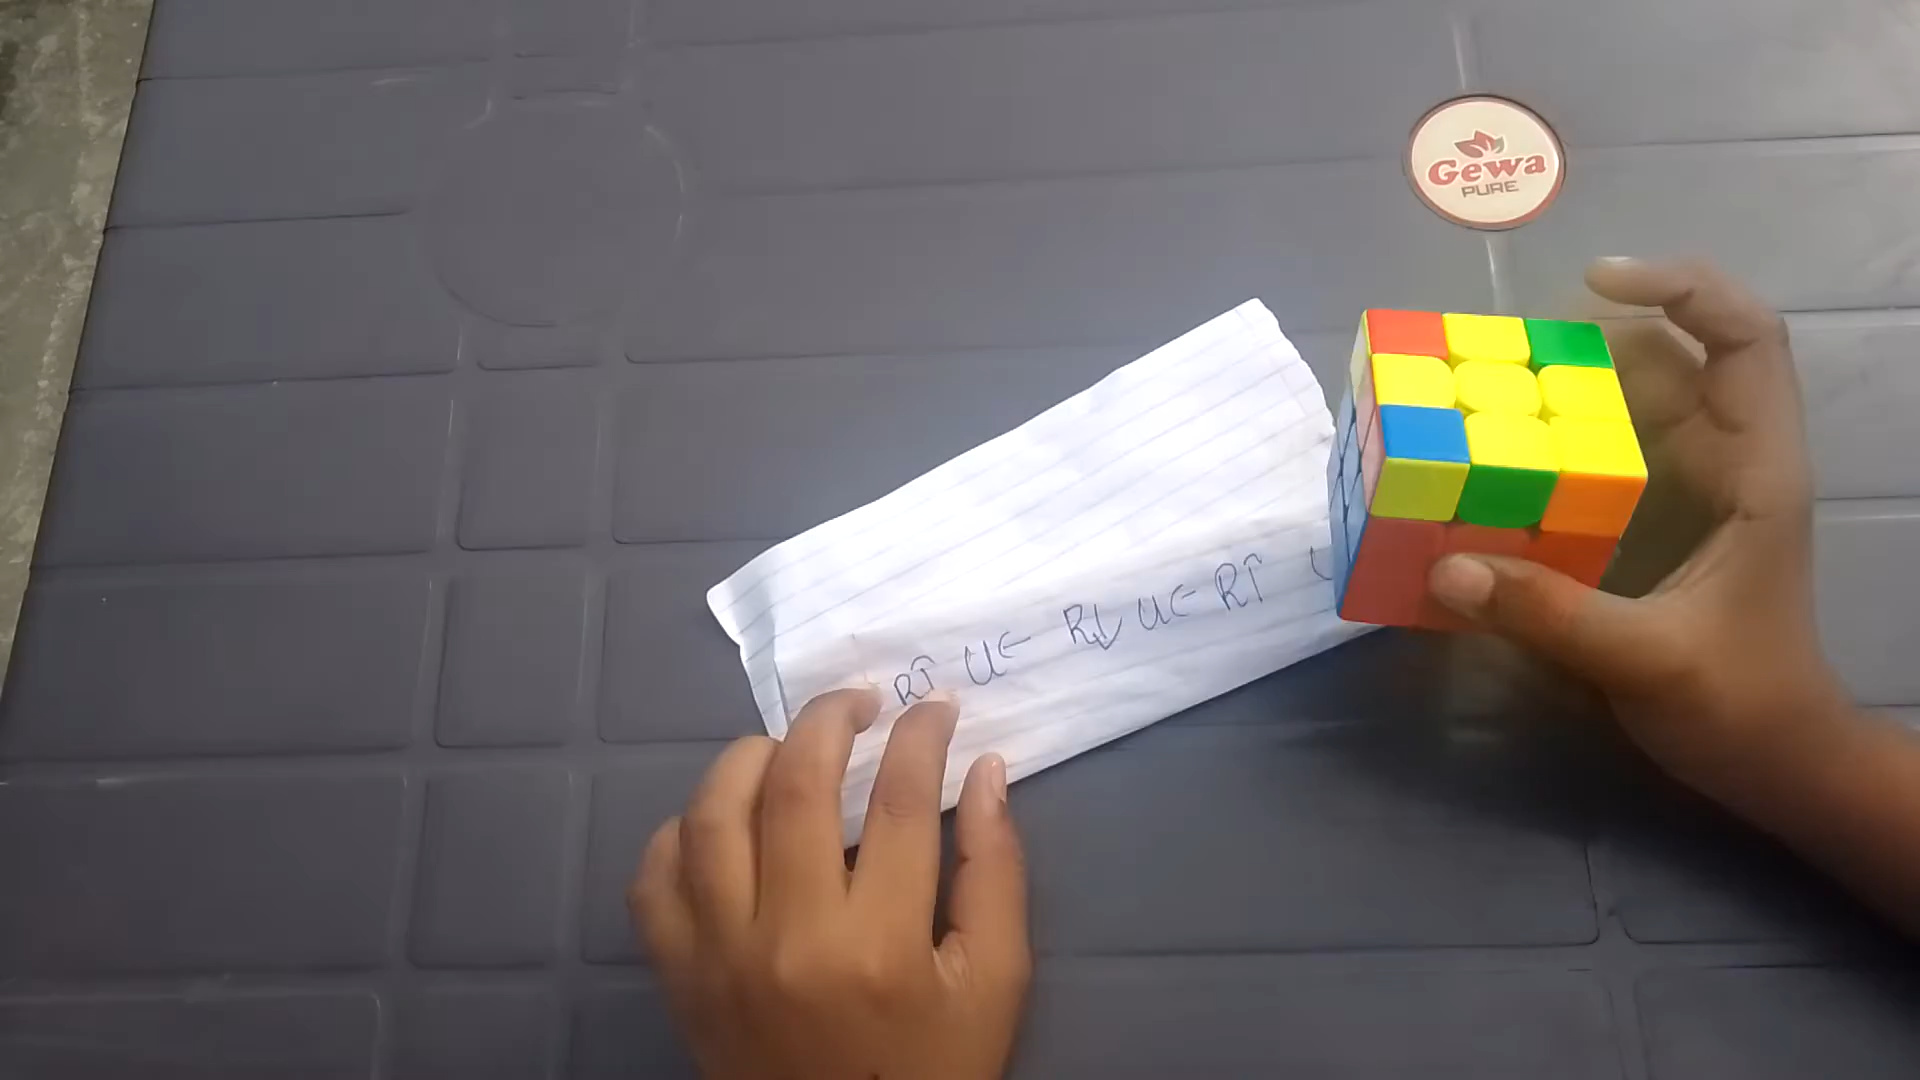 Gewa
PURE
R↑ U← R↓ U← R↑